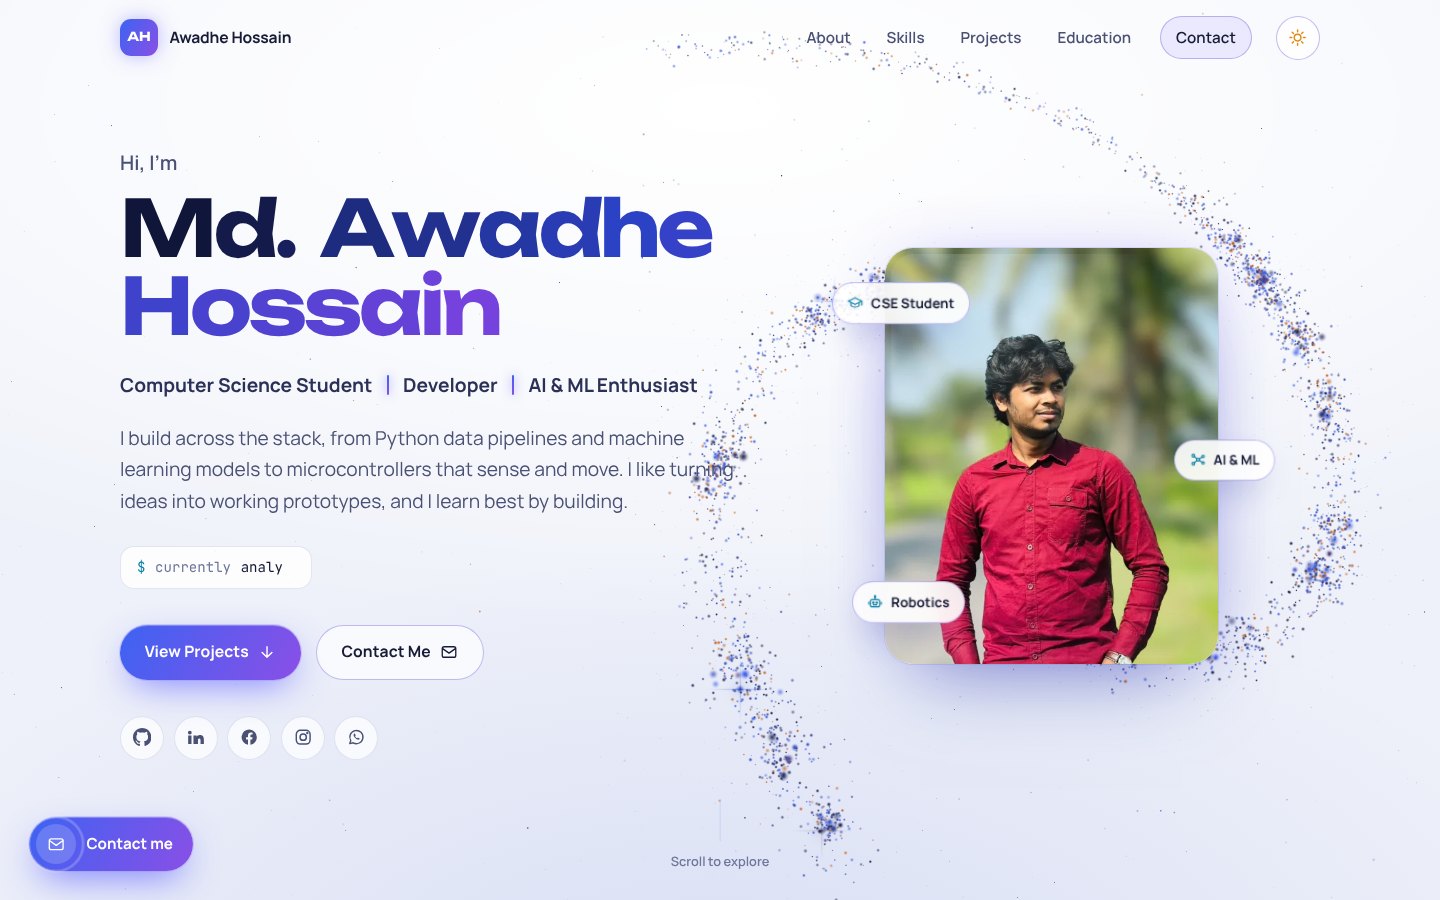 AH Awadhe Hossain
About Skills Projects Education Contact
Hi, I'm
Md. Awadhe
Hossain
Computer Science Student | Developer | AI & ML Enthusiast
I build across the stack, from Python data pipelines and machine
learning models to microcontrollers that sense and move. I like turning
ideas into working prototypes, and I learn best by building.
$ currently analy
View Projects
Contact Me
CSE Student
AI & ML
Robotics
Contact me
Scroll to explore